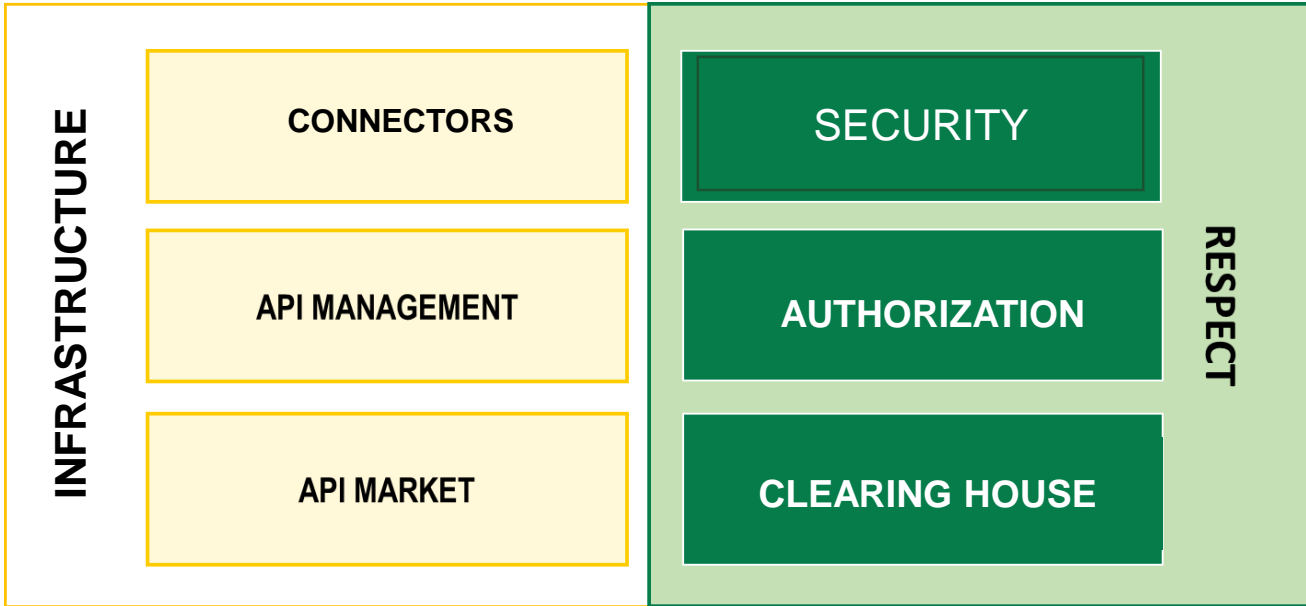 INFRASTRUCTURE
CONNECTORS
API MANAGEMENT
API MARKET
SECURITY
AUTHORIZATION
CLEARING HOUSE
RESPECT